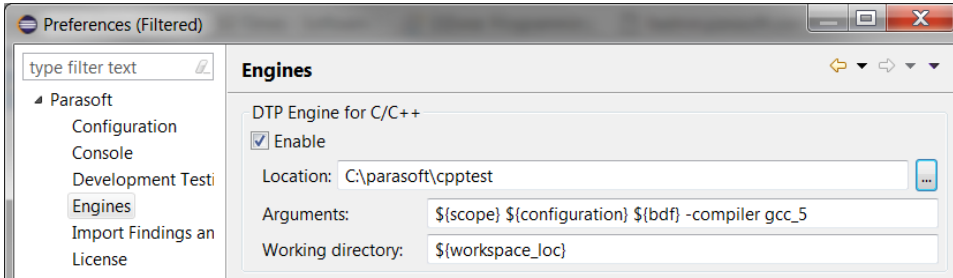 Preferences (Filtered)
type filter text
Engines
Parasoft
Configuration
Console
Development Testi
Engines
Import Findings an
License
DTP Engine for C/C++
Enable
Location: C:\parasoft\cpptest
...
Arguments: ${scope} ${configuration} ${bdf} -compiler gcc_5
Working directory: ${workspace_loc}